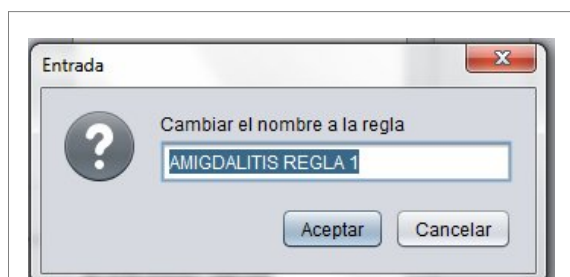 Entrada
Cambiar el nombre a la regla
AMIGDALITIS REGLA 1
Aceptar Cancelar